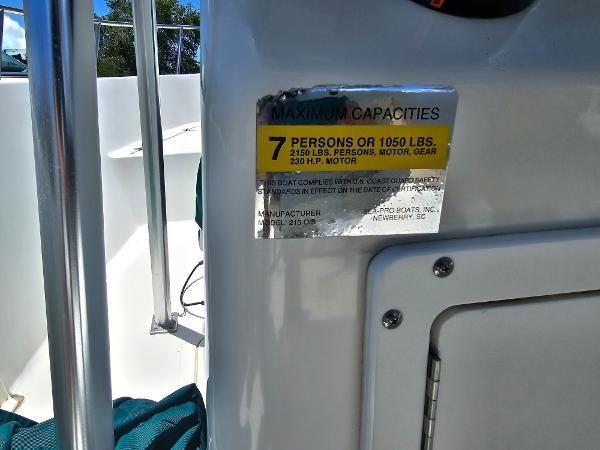 MAXIMUM CAPACITIES
7 PERSONS OR 1050 LBS.
2150 LBS. PERSONS, MOTOR, GEAR
230 H.P. MOTOR
THIS BOAT COMPLIES WITH U.S. COAST GUARD SAFETY
STANDARDS IN EFFECT ON THE DATE OF CERTIFICATION
MANUFACTURER SEA-PRO BOATS, INC.
MODEL: 210 O/B NEWBERRY, SC